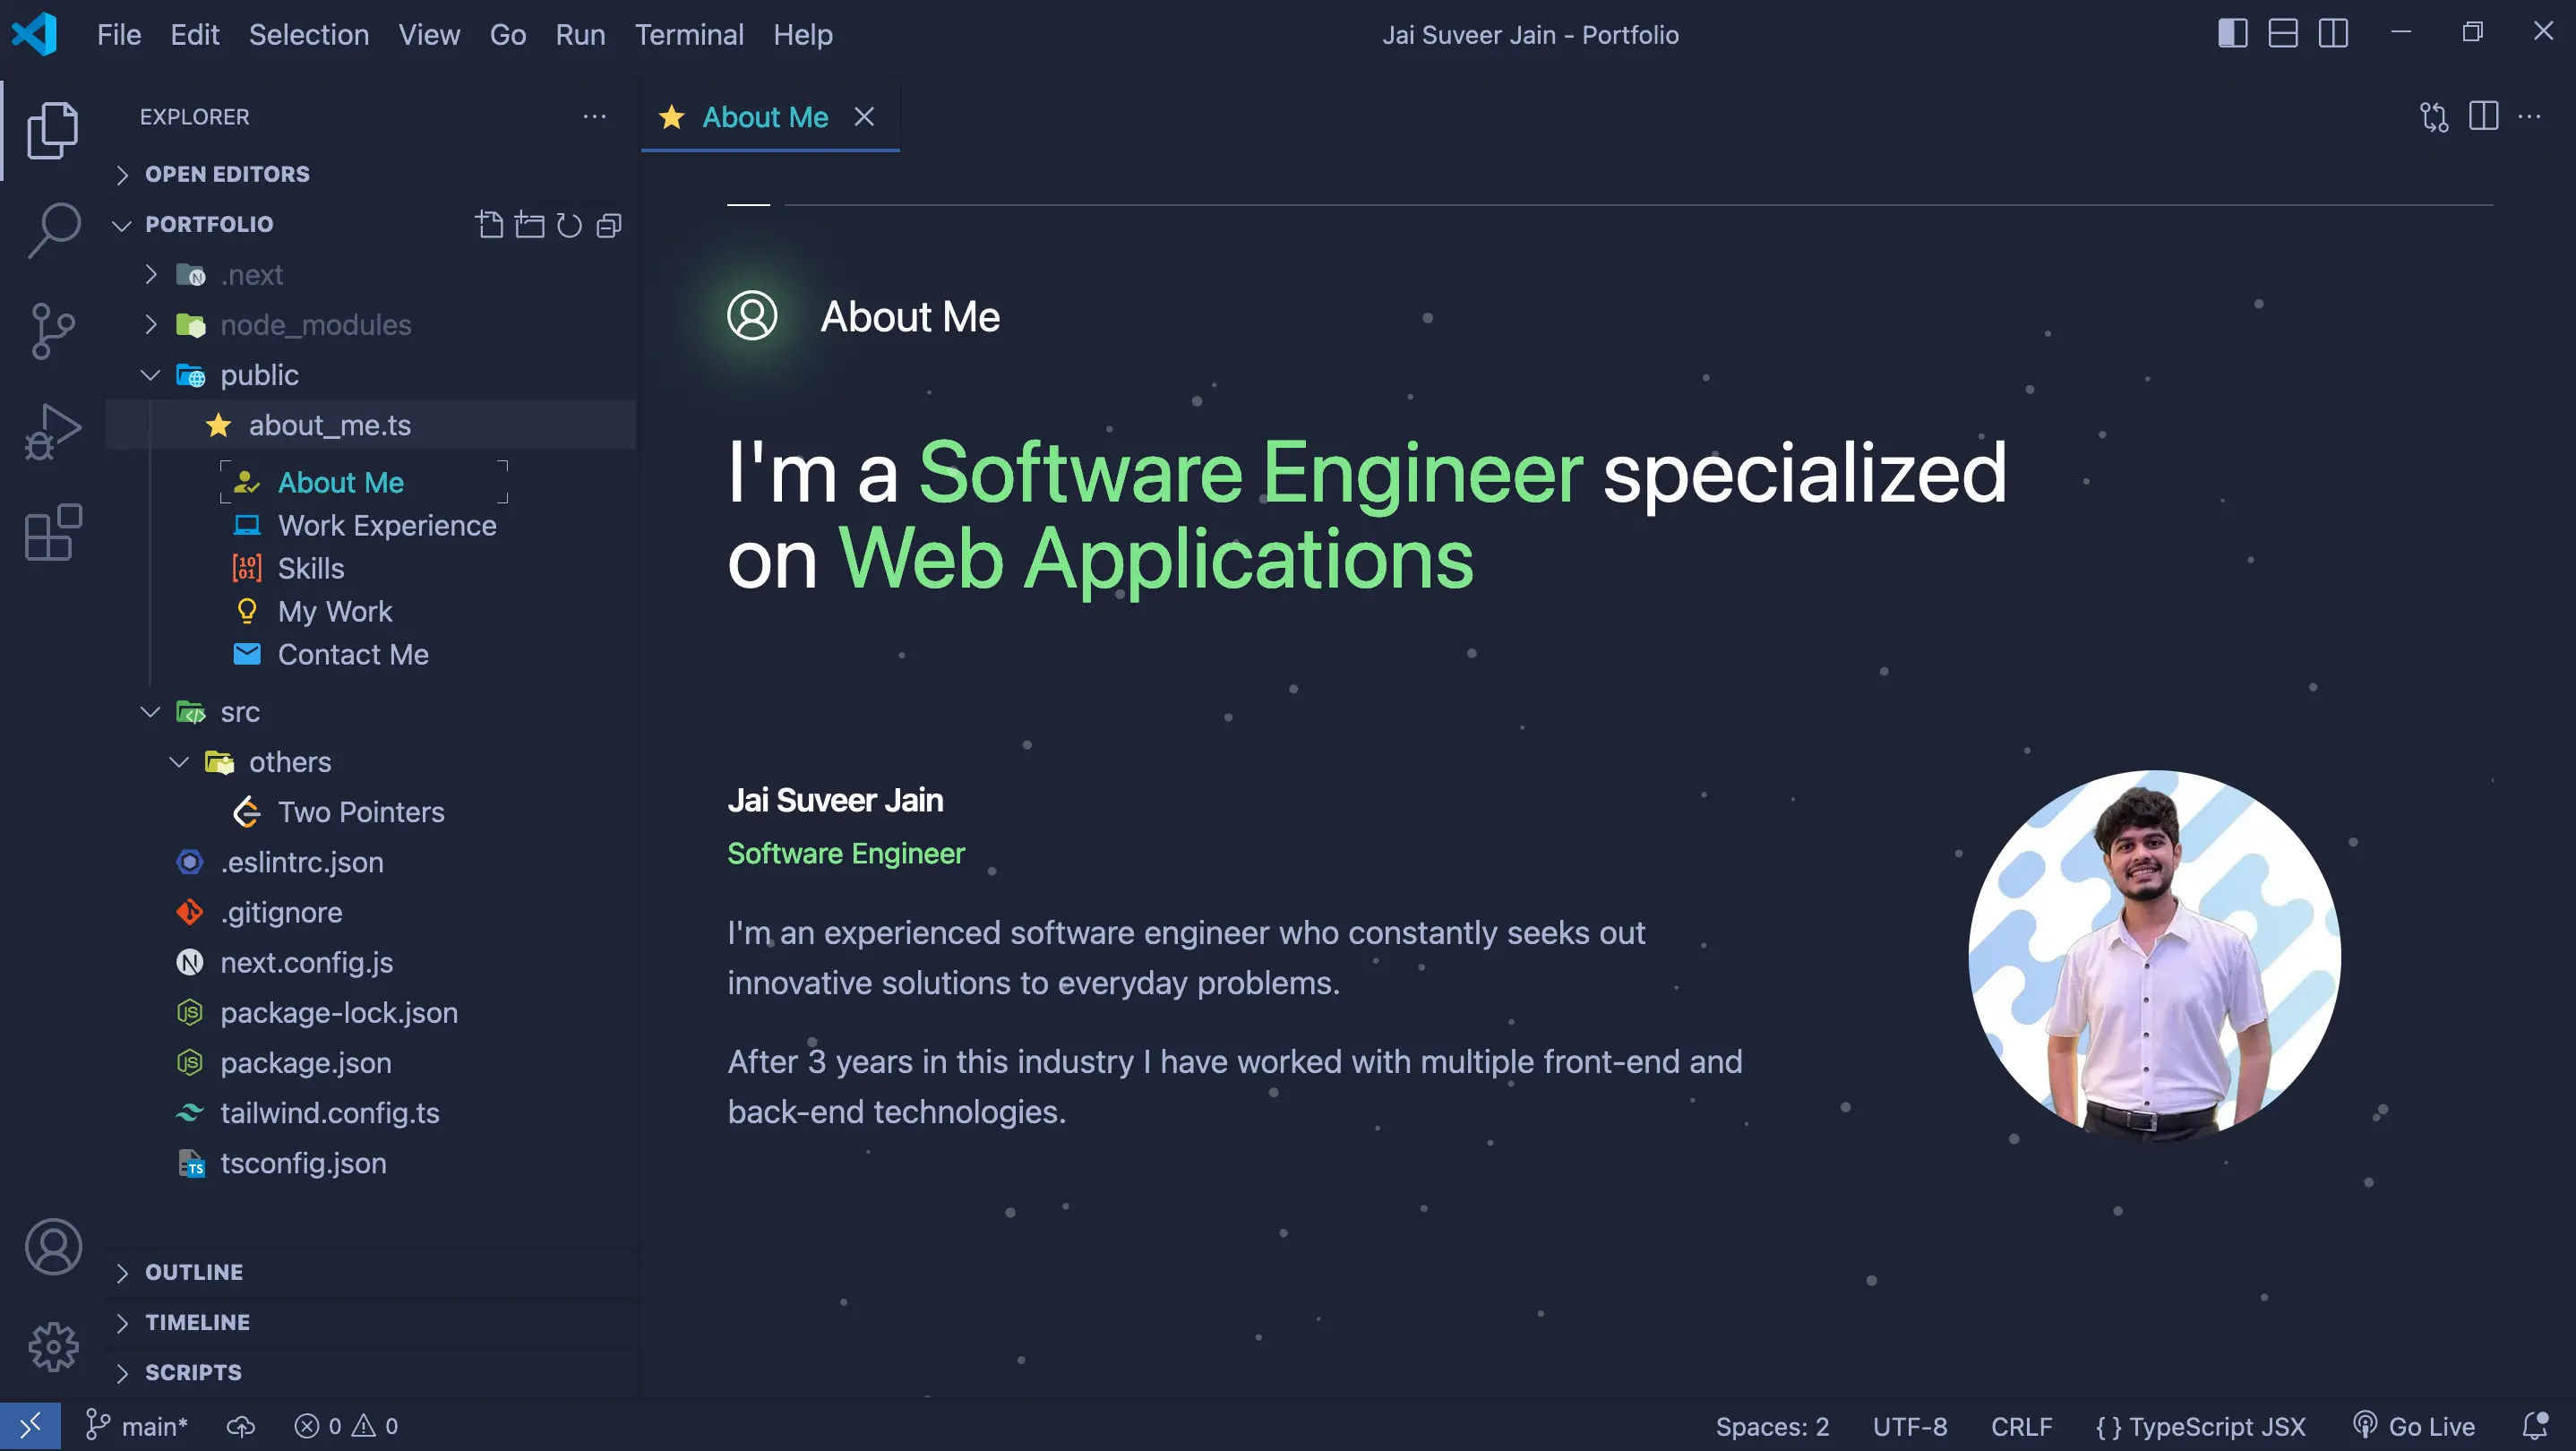 File Edit Selection View Go Run Terminal Help
Jai Suveer Jain - Portfolio
EXPLORER
OPEN EDITORS
PORTFOLIO
.next
node_modules
public
about_me.ts
About Me
Work Experience
10
01
Skills
My Work
Contact Me
src
others
Two Pointers
.eslintrc.json
.gitignore
N
next.config.js
JS
package-lock.json
JS
package.json
tailwind.config.ts
TS
tsconfig.json
OUTLINE
TIMELINE
SCRIPTS
About Me
About Me
I'm a Software Engineer specialized
on Web Applications
Jai Suveer Jain
Software Engineer
I'm an experienced software engineer who constantly seeks out
innovative solutions to everyday problems.
After 3 years in this industry I have worked with multiple front-end and
back-end technologies.
main* 0 0
Spaces: 2 UTF-8 CRLF { } TypeScript JSX Go Live